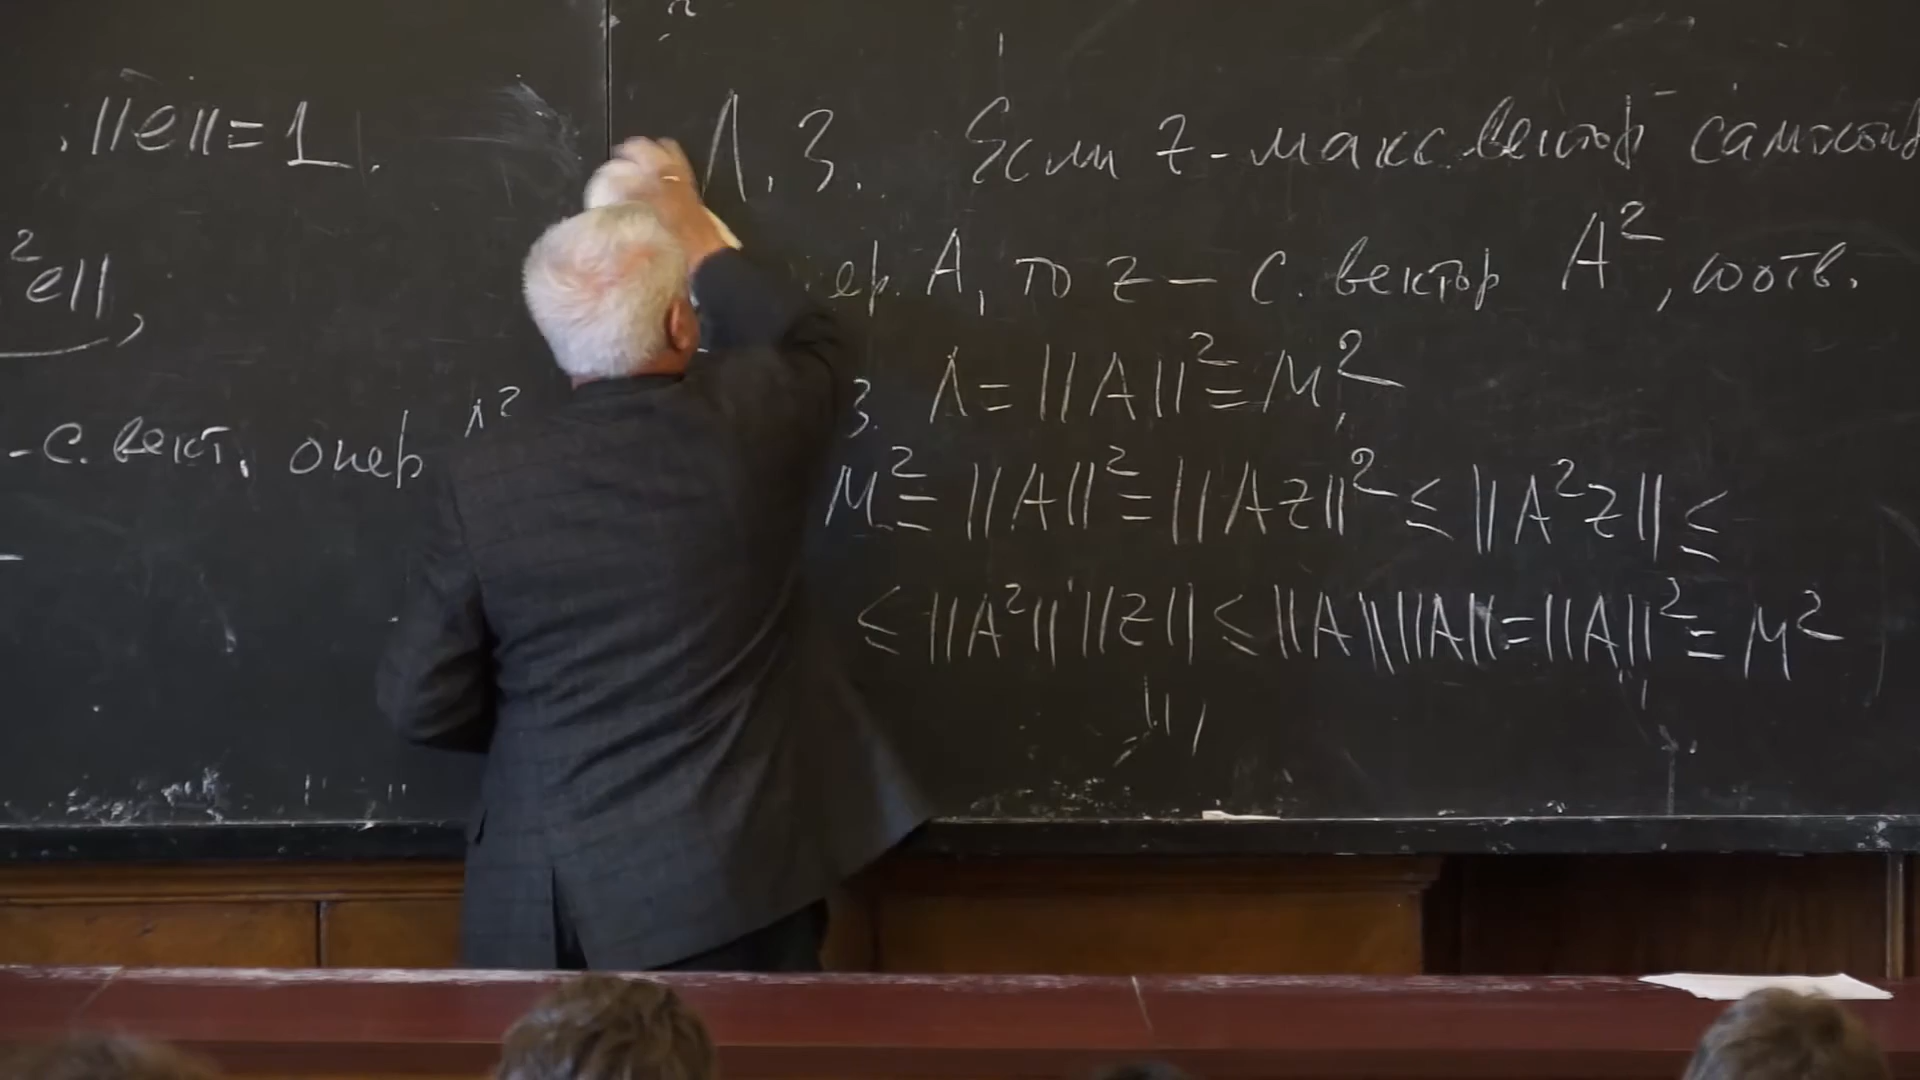 , ||e|| = 1.
²e||,
- с. вект. опер A²
Л. 3. Если z - макс. вектор самосопр
опер. A, то z — с. вектор A², соотв.
з. λ = ||A||² = M².
M² = ||A||² = ||Az||² ≤ ||A²z|| ≤
≤ ||A²|| ||z|| ≤ ||A|| ||A|| = ||A||² = M²